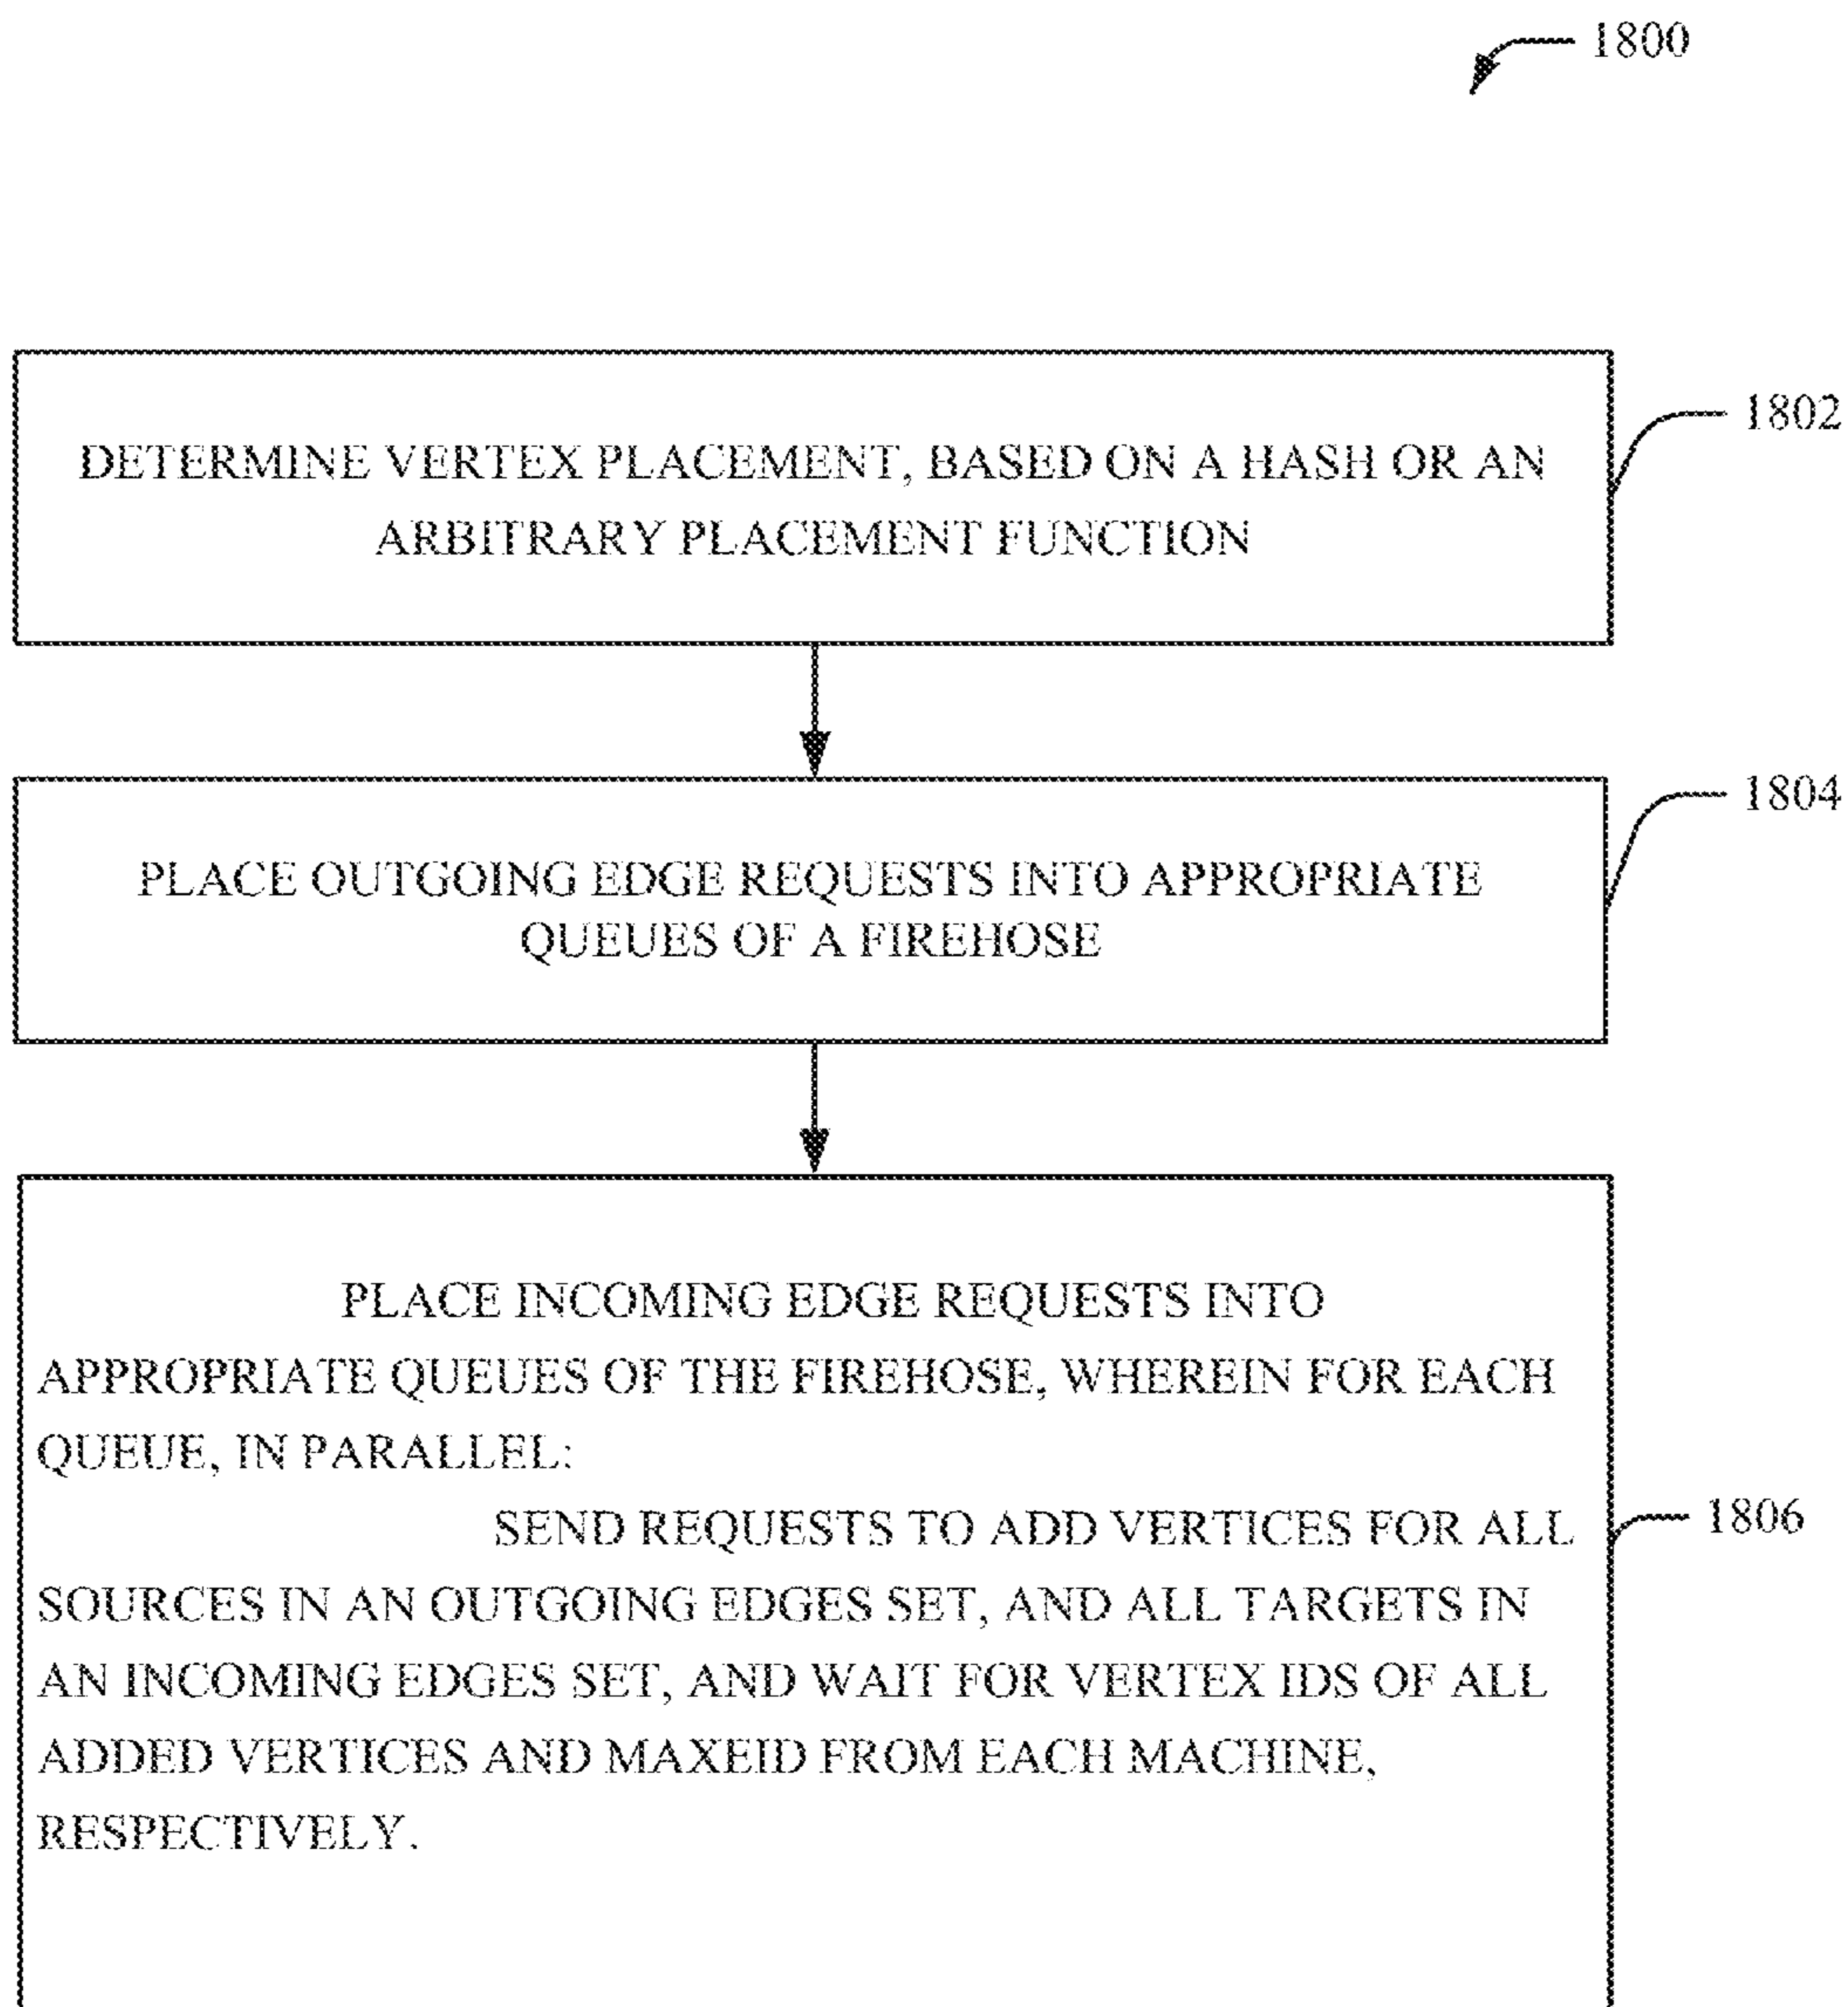 1800
DETERMINE VERTEX PLACEMENT, BASED ON A HASH OR AN
ARBITRARY PLACEMENT FUNCTION
1802
PLACE OUTGOING EDGE REQUESTS INTO APPROPRIATE
QUEUES OF A FIREHOSE
1804
PLACE INCOMING EDGE REQUESTS INTO
APPROPRIATE QUEUES OF THE FIREHOSE, WHEREIN FOR EACH
QUEUE, IN PARALLEL:
SEND REQUESTS TO ADD VERTICES FOR ALL
SOURCES IN AN OUTGOING EDGES SET, AND ALL TARGETS IN
AN INCOMING EDGES SET, AND WAIT FOR VERTEX IDS OF ALL
ADDED VERTICES AND MAXEID FROM EACH MACHINE,
RESPECTIVELY.
1806